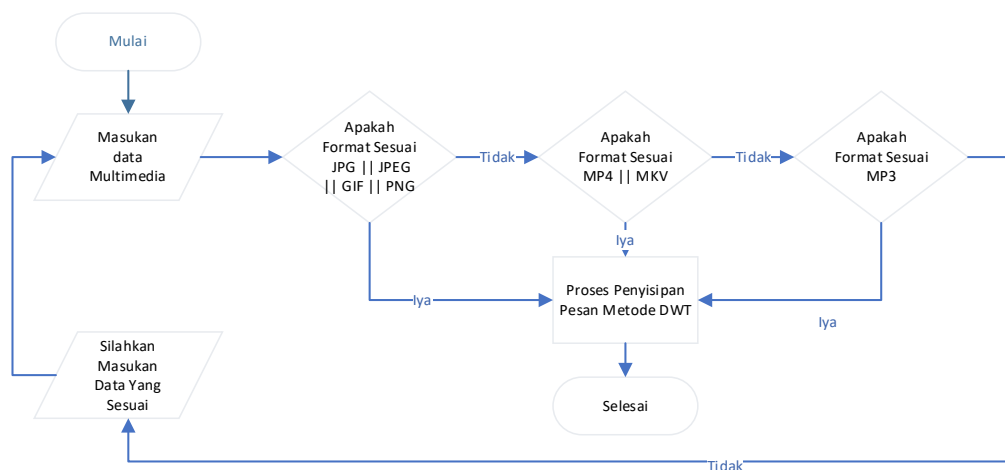 Mulai
Masukan
data
Multimedia
Apakah
Format Sesuai
JPG || JPEG
|| GIF || PNG
Tidak
Apakah
Format Sesuai
MP4 || MKV
Tidak
Apakah
Format Sesuai
MP3
Iya
Iya
Iya
Proses Penyisipan
Pesan Metode DWT
Silahkan
Masukan
Data Yang
Sesuai
Selesai
Tidak